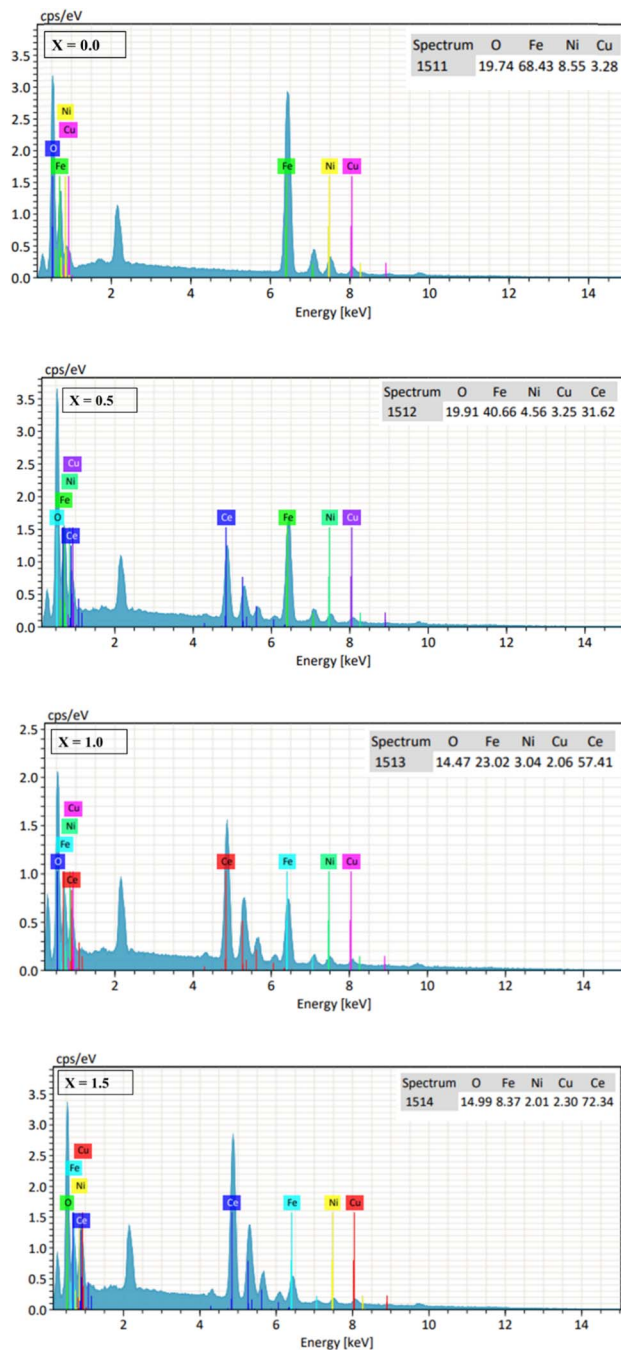 cps/eV
X = 0.0
Spectrum O Fe Ni Cu
1511 19.74 68.43 8.55 3.28
3.5
3.0
2.5
2.0
1.5
1.0
0.5
0.0
Ni
Cu
O
Fe
Fe
Ni
Cu
2 4 6 8 10 12 14
Energy [keV]
cps/eV
X = 0.5
Spectrum O Fe Ni Cu Ce
1512 19.91 40.66 4.56 3.25 31.62
3.5
3.0
2.5
2.0
1.5
1.0
0.5
0.0
Cu
Ni
Fe
O
Ce
Ce
Fe
Ni
Cu
2 4 6 8 10 12 14
Energy [keV]
cps/eV
X = 1.0
Spectrum O Fe Ni Cu Ce
1513 14.47 23.02 3.04 2.06 57.41
2.5
2.0
1.5
1.0
0.5
0.0
Cu
Ni
Fe
O
Ce
Ce
Fe
Ni
Cu
2 4 6 8 10 12 14
Energy [keV]
cps/eV
X = 1.5
Spectrum O Fe Ni Cu Ce
1514 14.99 8.37 2.01 2.30 72.34
3.5
3.0
2.5
2.0
1.5
1.0
0.5
0.0
Cu
Fe
Ni
O
Ce
Ce
Fe
Ni
Cu
2 4 6 8 10 12 14
Energy [keV]